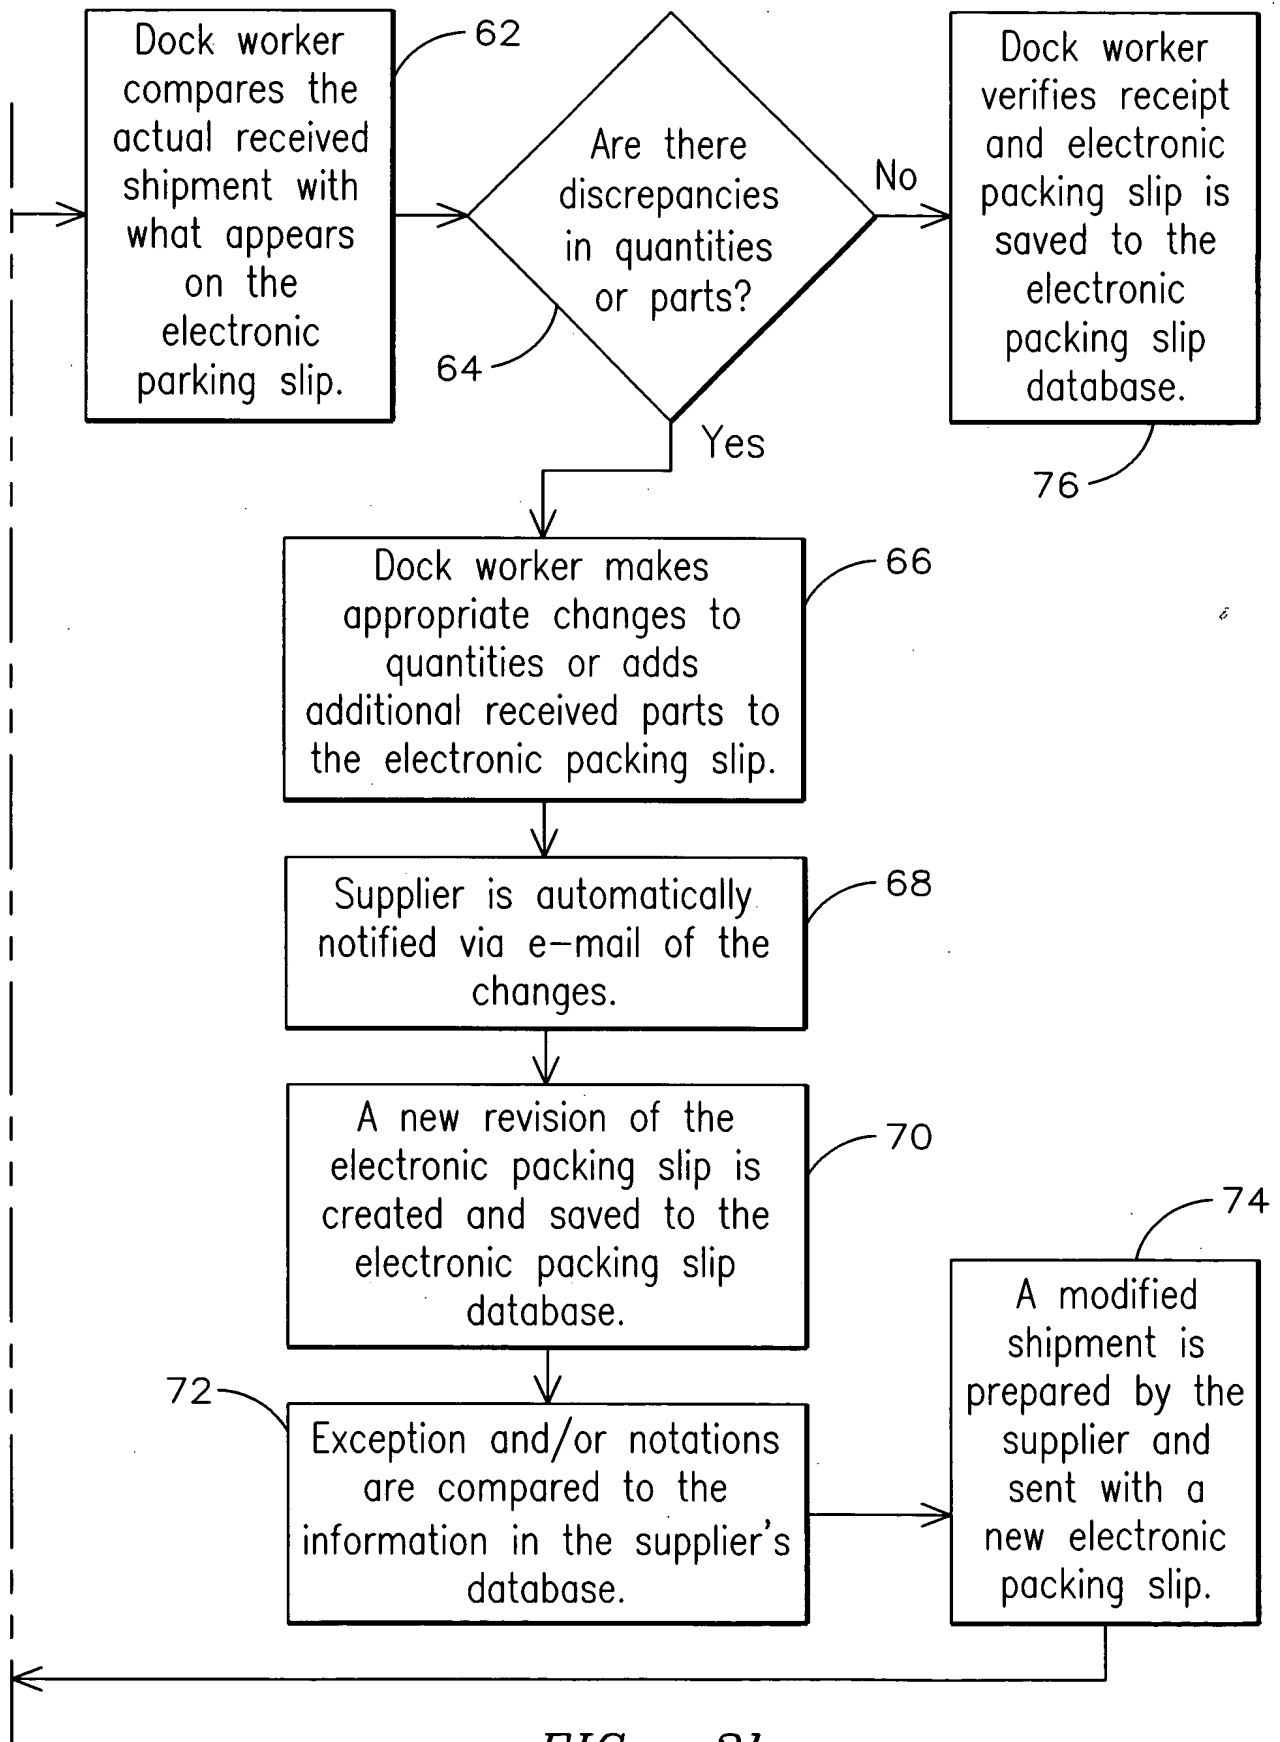 Dock worker
compares the
actual received
shipment with
what appears
on the
electronic
parking slip.
62
Are there
discrepancies
in quantities
or parts?
64
No
Dock worker
verifies receipt
and electronic
packing slip is
saved to the
electronic
packing slip
database.
76
Yes
Dock worker makes
appropriate changes to
quantities or adds
additional received parts to
the electronic packing slip.
66
Supplier is automatically
notified via e-mail of the
changes.
68
A new revision of the
electronic packing slip is
created and saved to the
electronic packing slip
database.
70
72
Exception and/or notations
are compared to the
information in the supplier's
database.
74
A modified
shipment is
prepared by the
supplier and
sent with a
new electronic
packing slip.